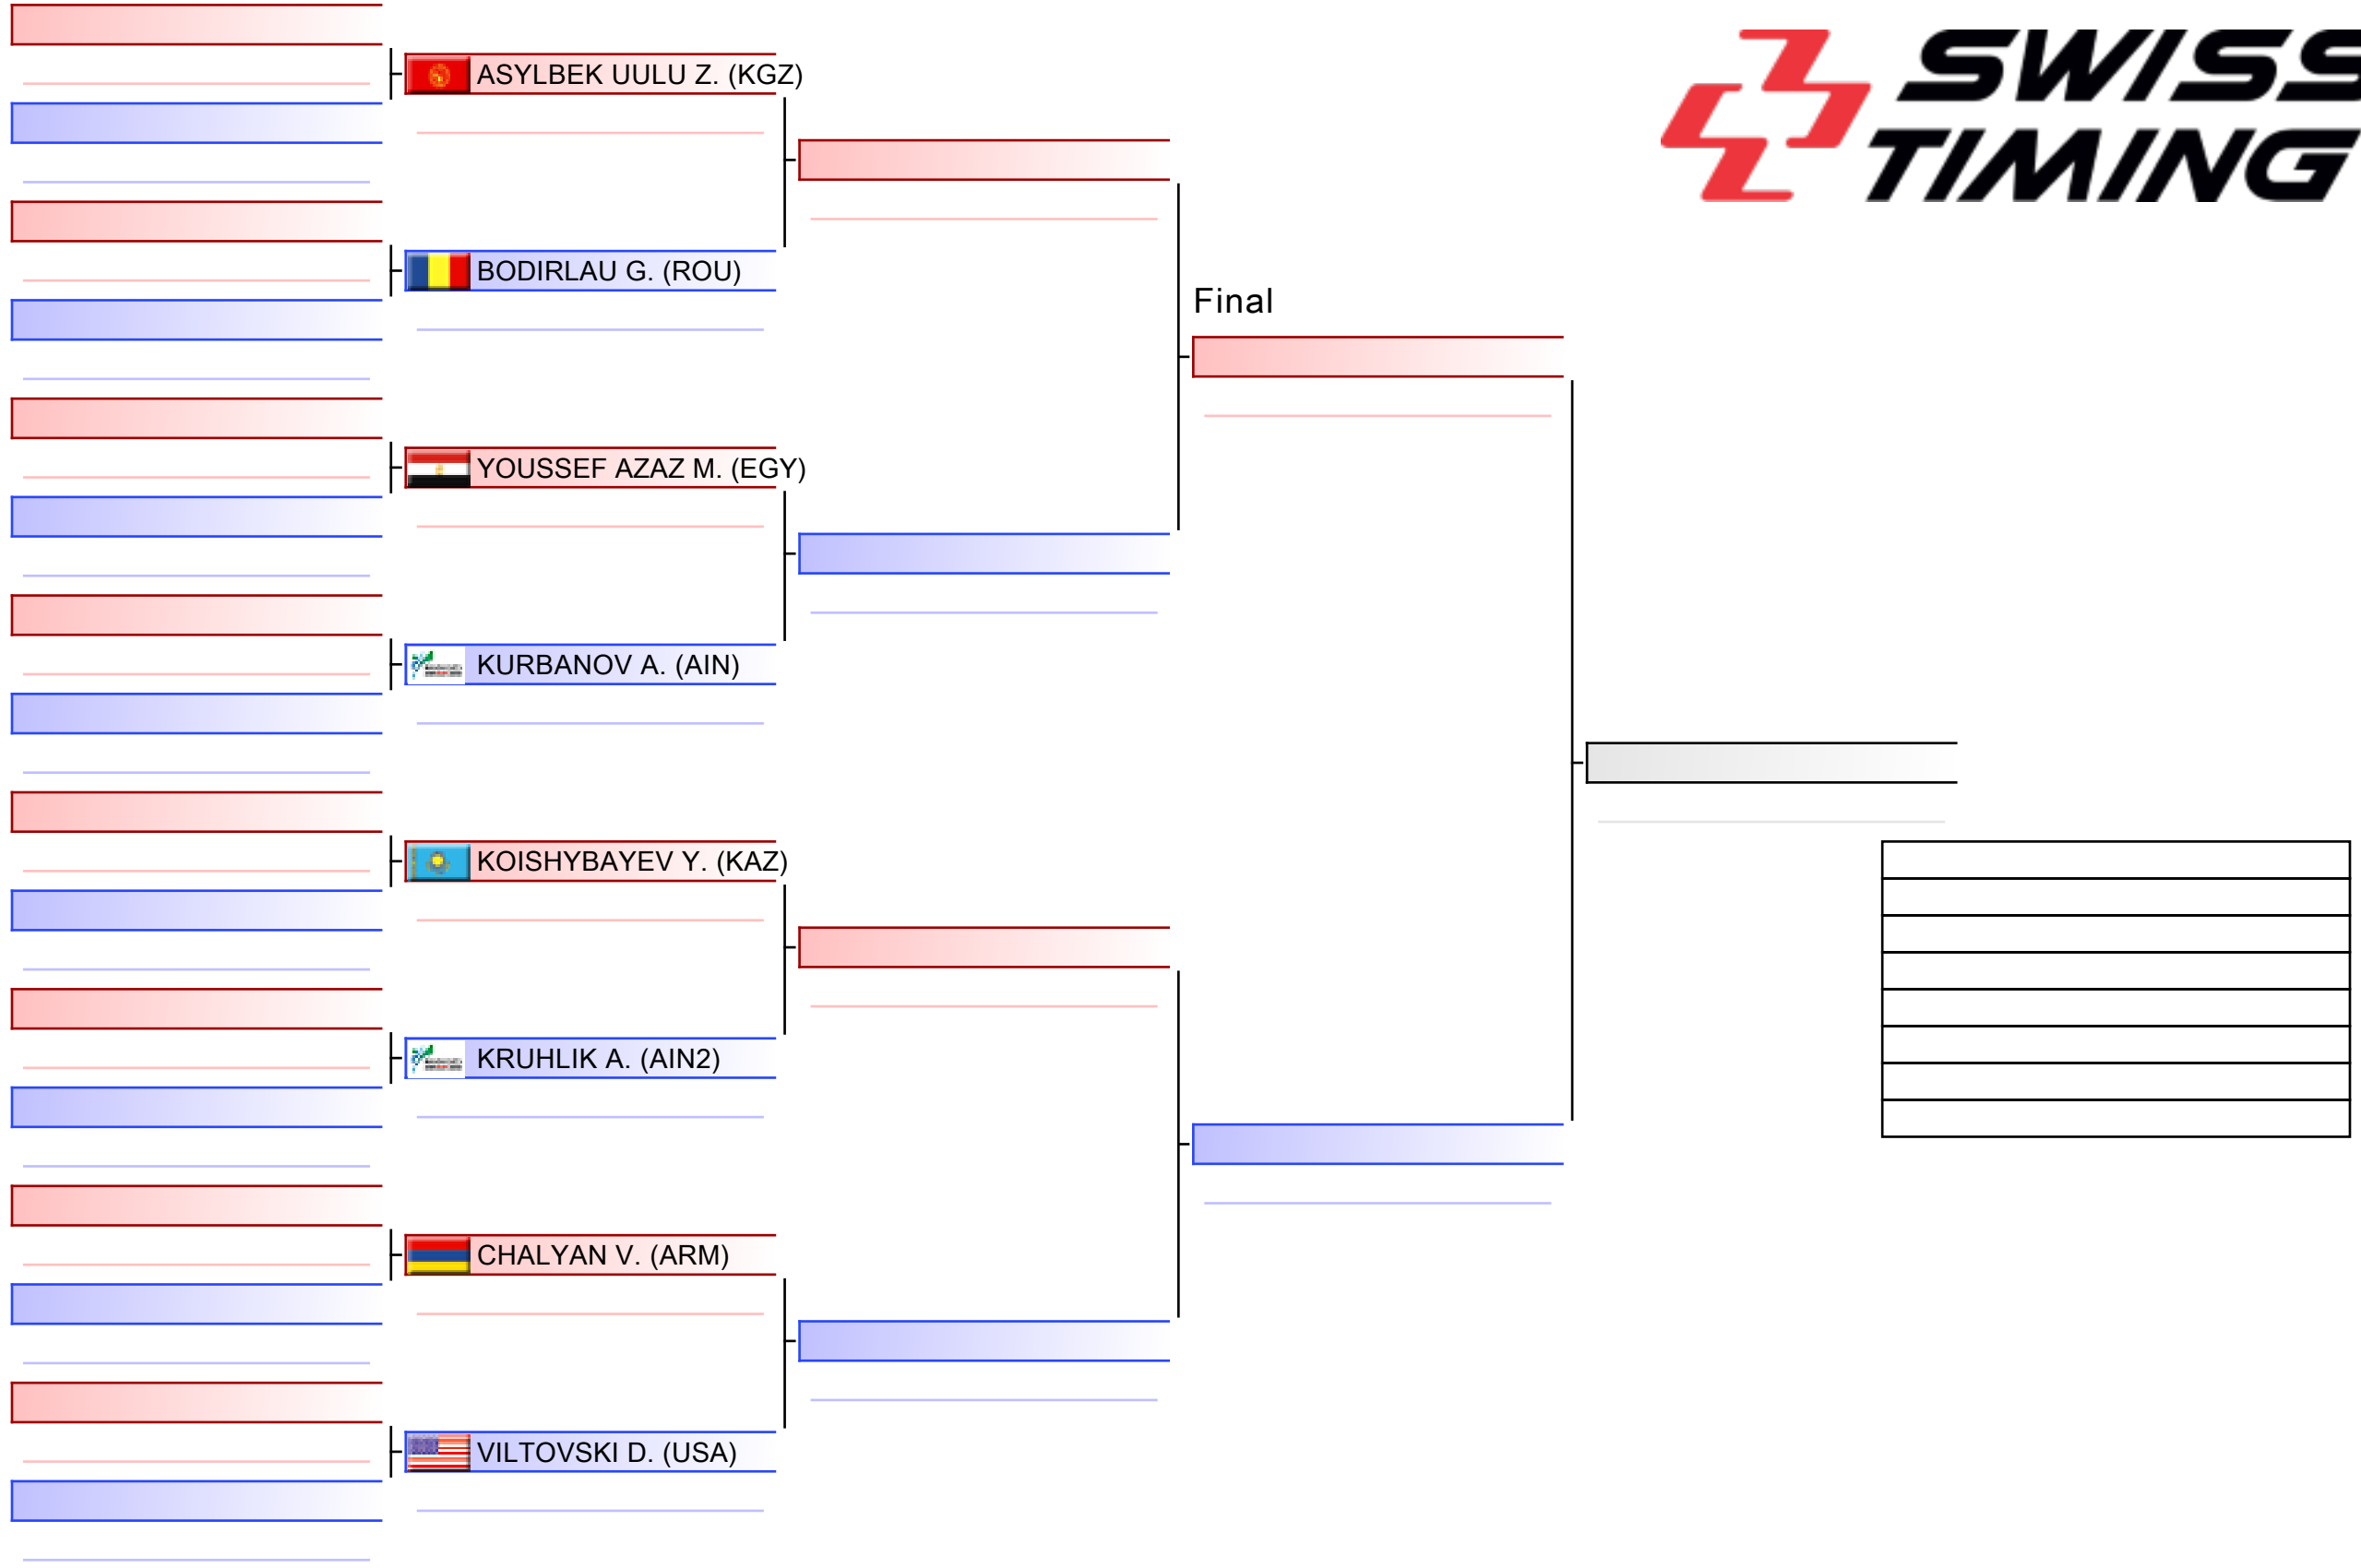 SWISS
TIMING
ASYLBEK UULU Z. (KGZ)
BODIRLAU G. (ROU)
Final
YOUSSEF AZAZ M. (EGY)
KURBANOV A. (AIN)
KOISHYBAYEV Y. (KAZ)
KRUHLIK A. (AIN2)
CHALYAN V. (ARM)
VILTOVSKI D. (USA)